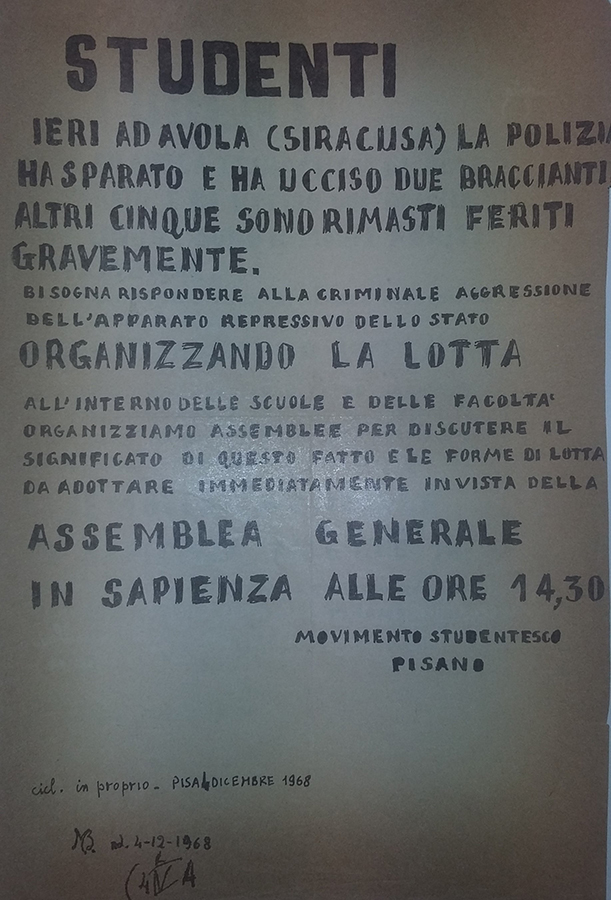 STUDENTI
IERI AD AVOLA (SIRACUSA) LA POLIZIA
HA SPARATO E HA UCCISO DUE BRACCIANTI
ALTRI CINQUE SONO RIMASTI FERITI
GRAVEMENTE.
BISOGNA RISPONDERE ALLA CRIMINALE AGGRESSIONE
DELL'APPARATO REPRESSIVO DELLO STATO
ORGANIZZANDO LA LOTTA
ALL'INTERNO DELLE SCUOLE E DELLE FACOLTA'
ORGANIZZIAMO ASSEMBLEE PER DISCUTERE IL
SIGNIFICATO DI QUESTO FATTO E LE FORME DI LOTTA
DA ADOTTARE IMMEDIATAMENTE IN VISTA DELLA
ASSEMBLEA GENERALE
IN SAPIENZA ALLE ORE 14,30
MOVIMENTO STUDENTESCO
PISANO
cicl. in proprio - PISA 4 DICEMBRE 1968
4-12-1968